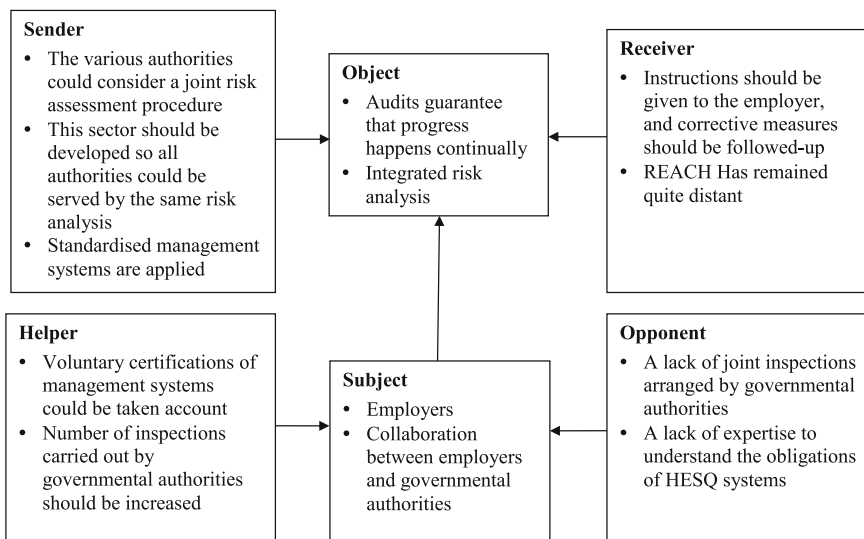 Sender
• The various authorities
could consider a joint risk
assessment procedure
• This sector should be
developed so all
authorities could be
served by the same risk
analysis
• Standardised management
systems are applied
Object
• Audits guarantee
that progress
happens continually
• Integrated risk
analysis
Receiver
• Instructions should be
given to the employer,
and corrective measures
should be followed-up
• REACH Has remained
quite distant
Helper
• Voluntary certifications of
management systems
could be taken account
• Number of inspections
carried out by
governmental authorities
should be increased
Subject
• Employers
• Collaboration
between employers
and governmental
authorities
Opponent
• A lack of joint inspections
arranged by governmental
authorities
• A lack of expertise to
understand the obligations
of HESQ systems